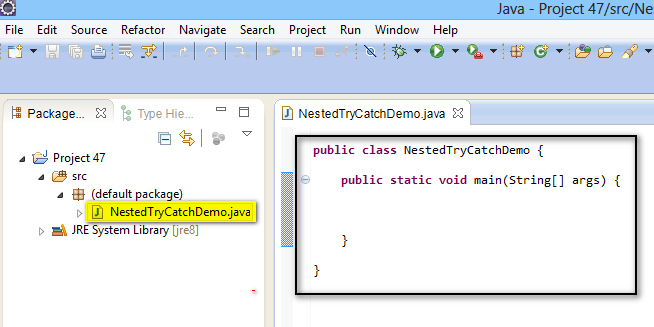 Java - Project 47/src/Ne
File Edit Source Refactor Navigate Search Project Run Window Help
Package...
Type Hie...
Project 47
src
(default package)
NestedTryCatchDemo.java
JRE System Library [jre8]
NestedTryCatchDemo.java
public class NestedTryCatchDemo {
public static void main(String[] args) {
}
}